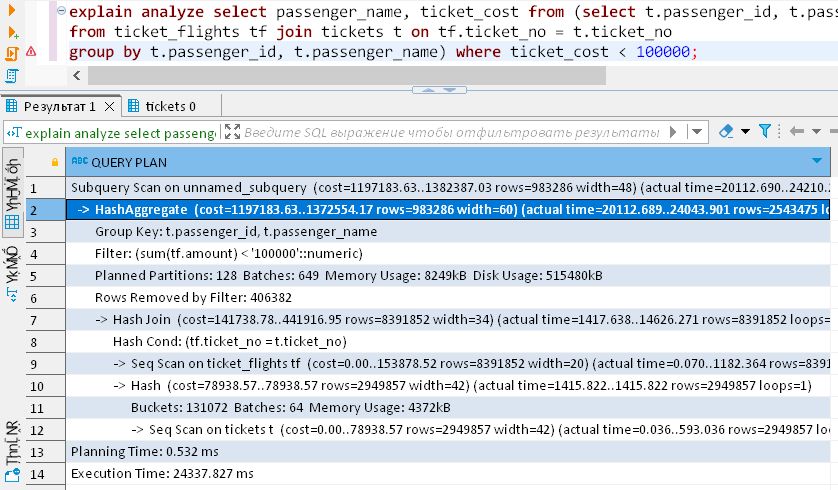 explain analyze select passenger_name, ticket_cost from (select t.passenger_id, t.pass
from ticket_flights tf join tickets t on tf.ticket_no = t.ticket_no
group by t.passenger_id, t.passenger_name) where ticket_cost < 100000;
Результат 1
tickets 0
explain analyze select passeng
Введите SQL выражение чтобы отфильтровать результаты
ABC QUERY PLAN
1 Subquery Scan on unnamed_subquery (cost=1197183.63..1382387.03 rows=983286 width=48) (actual time=20112.690..24210.
2 -> HashAggregate (cost=1197183.63..1372554.17 rows=983286 width=60) (actual time=20112.689..24043.901 rows=2543475 lo
3 Group Key: t.passenger_id, t.passenger_name
4 Filter: (sum(tf.amount) < '100000'::numeric)
5 Planned Partitions: 128 Batches: 649 Memory Usage: 8249kB Disk Usage: 515480kB
6 Rows Removed by Filter: 406382
7 -> Hash Join (cost=141738.78..441916.95 rows=8391852 width=34) (actual time=1417.638..14626.271 rows=8391852 loops=
8 Hash Cond: (tf.ticket_no = t.ticket_no)
9 -> Seq Scan on ticket_flights tf (cost=0.00..153878.52 rows=8391852 width=20) (actual time=0.070..1182.364 rows=8391
10 -> Hash (cost=78938.57..78938.57 rows=2949857 width=42) (actual time=1415.822..1415.822 rows=2949857 loops=1)
11 Buckets: 131072 Batches: 64 Memory Usage: 4372kB
12 -> Seq Scan on tickets t (cost=0.00..78938.57 rows=2949857 width=42) (actual time=0.036..593.036 rows=2949857 loo
13 Planning Time: 0.532 ms
14 Execution Time: 24337.827 ms